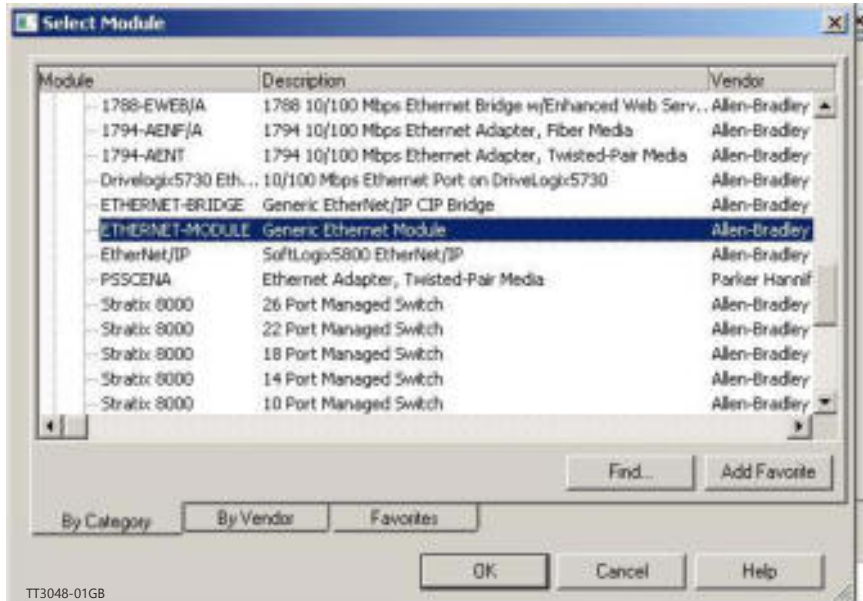 Select Module
Module Description Vendor
1788-EWEB/A 1788 10/100 Mbps Ethernet Bridge w/Enhanced Web Serv.. Allen-Bradley
1794-AENF/A 1794 10/100 Mbps Ethernet Adapter, Fiber Media Allen-Bradley
1794-AENT 1794 10/100 Mbps Ethernet Adapter, Twisted-Pair Media Allen-Bradley
Drivelogix5730 Eth... 10/100 Mbps Ethernet Port on DriveLogix5730 Allen-Bradley
ETHERNET-BRIDGE Generic EtherNet/IP CIP Bridge Allen-Bradley
ETHERNET-MODULE Generic Ethernet Module Allen-Bradley
EtherNet/IP SoftLogix5800 EtherNet/IP Allen-Bradley
PSSCENA Ethernet Adapter, Twisted-Pair Media Parker Hannif
Stratix 8000 26 Port Managed Switch Allen-Bradley
Stratix 8000 22 Port Managed Switch Allen-Bradley
Stratix 8000 18 Port Managed Switch Allen-Bradley
Stratix 8000 14 Port Managed Switch Allen-Bradley
Stratix 8000 10 Port Managed Switch Allen-Bradley
Find... Add Favorite
By Category By Vendor Favorites
OK Cancel Help
TT3048-01GB